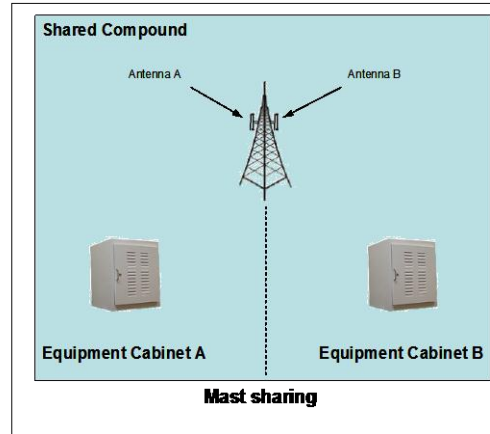 Shared Compound
Antenna A
Antenna B
Equipment Cabinet A
Equipment Cabinet B
Mast sharing